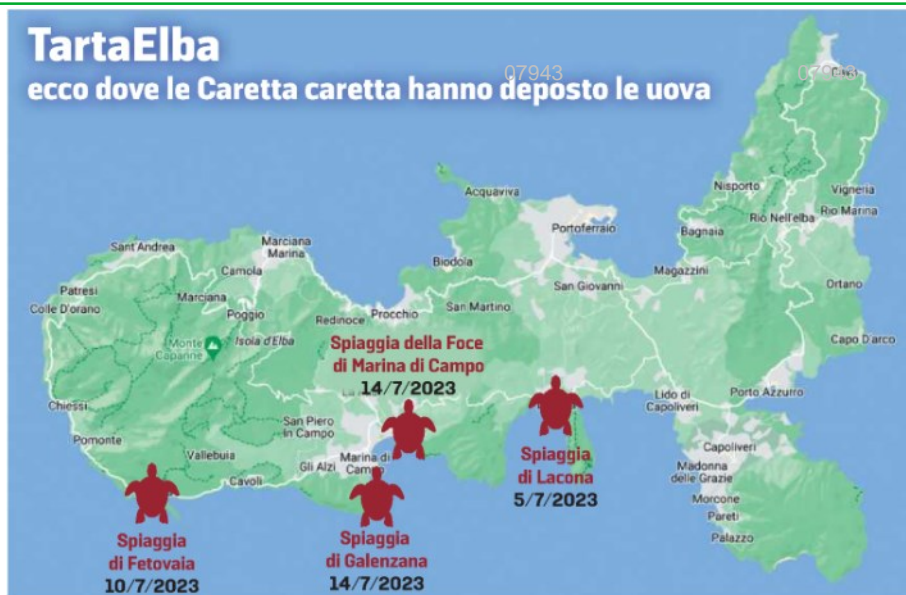 TartaElba
ecco dove le Caretta caretta hanno deposto le uova
07943
Cavo
Acquaviva
Nisporto
Vigneria
Rio Nell'elba
Rio Marina
Portoferraio
Bagnaia
Sant'Andrea
Marciana
Marina
Biodola
Camola
Magazzini
San Giovanni
Ortano
Patresi
Colle D'orano
Marciana
Poggio
Redinoce
Procchio
San Martino
Monte
Capanne
Isola d'Elba
Capo D'arco
Spiaggia della Foce
di Marina di Campo
14/7/2023
Lido di
Capoliveri
Porto Azzurro
Chiessi
San Piero
in Campo
Pomonte
Vallebuia
Gli Alzi
Marina di
Campo
Cavoli
Capoliveri
Madonna
delle Grazie
Morcone
Pareti
Palazzo
Spiaggia
di Lacona
5/7/2023
Spiaggia
di Fetovaia
10/7/2023
Spiaggia
di Galenzana
14/7/2023